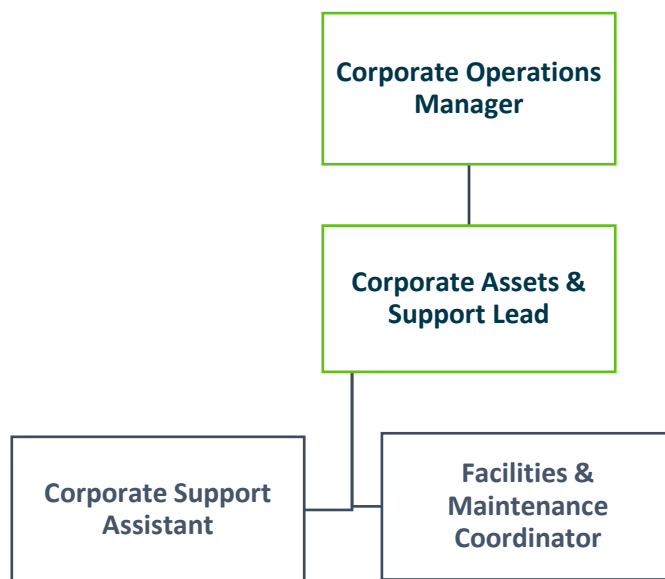 Corporate Operations
Manager
Corporate Assets &
Support Lead
Corporate Support
Assistant
Facilities &
Maintenance
Coordinator